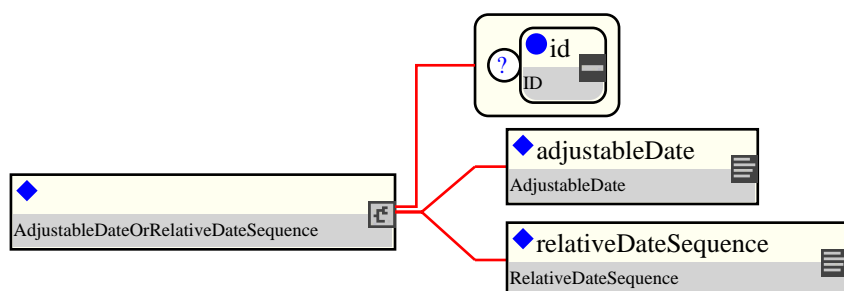 ? id
ID
adjustableDate
AdjustableDate
AdjustableDateOrRelativeDateSequence
relativeDateSequence
RelativeDateSequence